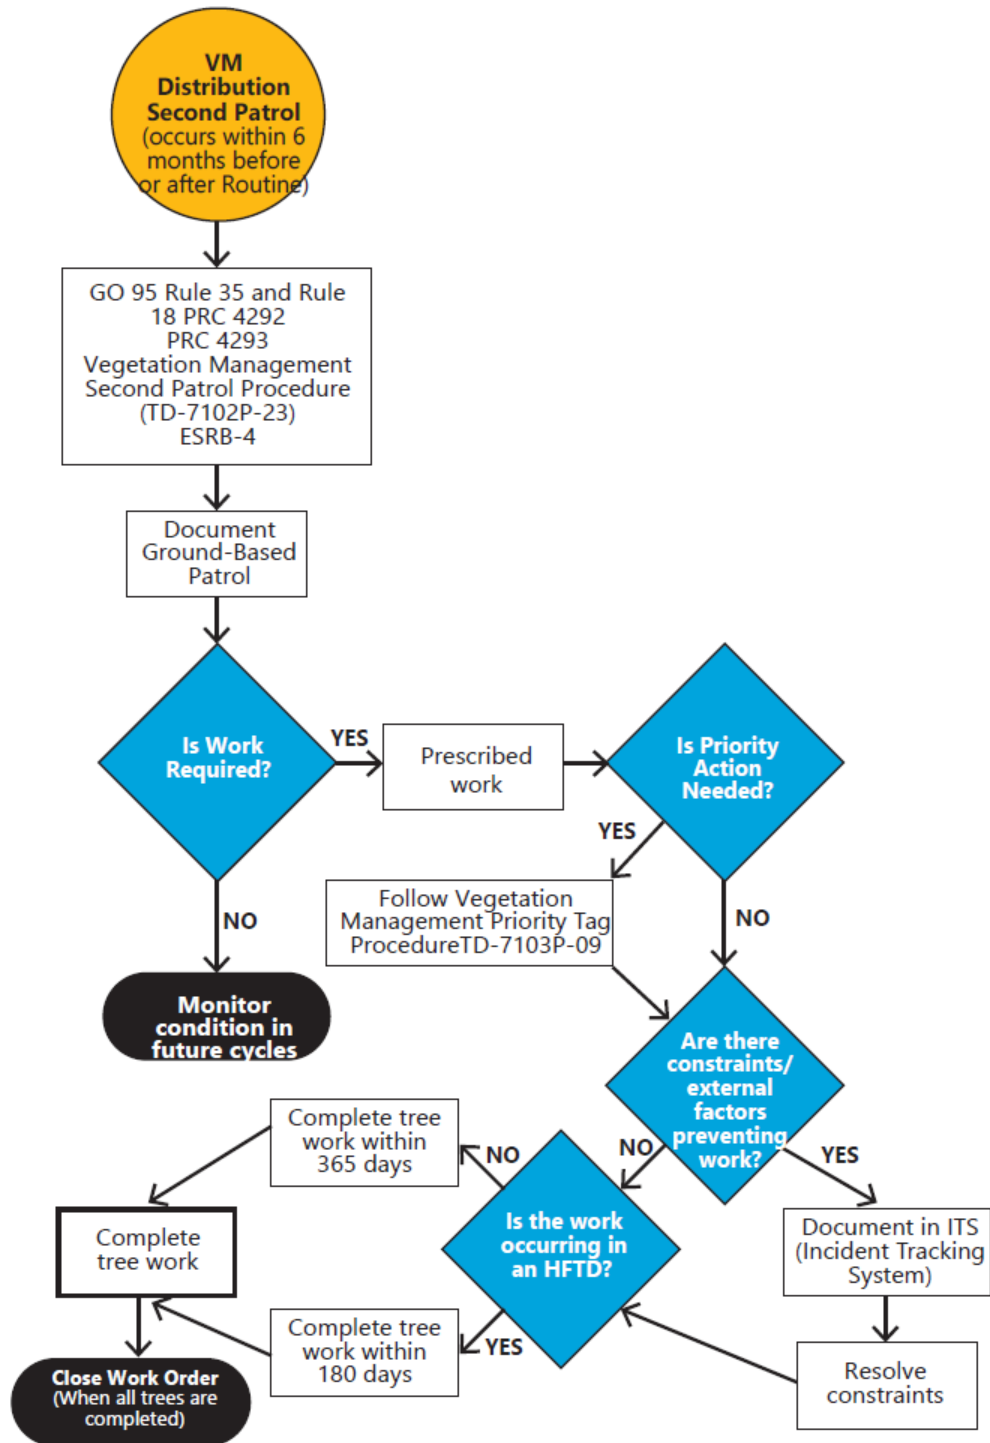 VM
Distribution
Second Patrol
(occurs within 6
months before
or after Routine)
GO 95 Rule 35 and Rule
18 PRC 4292
PRC 4293
Vegetation Management
Second Patrol Procedure
(TD-7102P-23)
ESRB-4
Document
Ground-Based
Patrol
Is Work
Required?
YES
Prescribed
work
Is Priority
Action
Needed?
YES
Follow Vegetation
Management Priority Tag
ProcedureTD-7103P-09
NO
NO
Monitor
condition in
future cycles
Are there
constraints/
external
factors
preventing
work?
YES
NO
Document in ITS
(Incident Tracking
System)
Resolve
constraints
Is the work
occurring in
an HFTD?
NO
Complete tree
work within
365 days
YES
Complete tree
work within
180 days
Complete
tree work
Close Work Order
(When all trees are
completed)